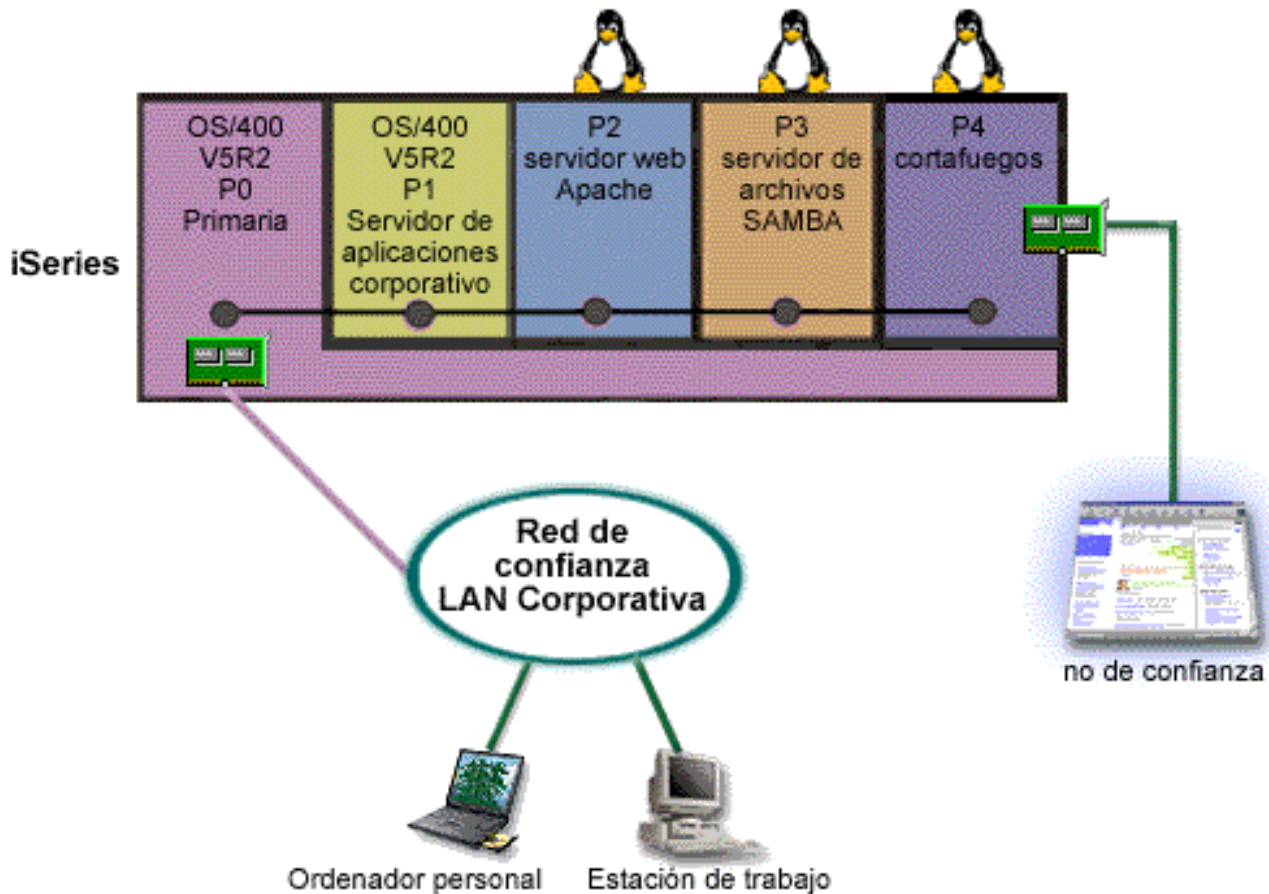 OS/400
V5R2
P0
Primaria
OS/400
V5R2
P1
Servidor de
aplicaciones
corporativo
P2
servidor web
Apache
P3
servidor de
archivos
SAMBA
P4
cortafuegos
iSeries
Red de
confianza
LAN Corporativa
no de confianza
Ordenador personal
Estación de trabajo